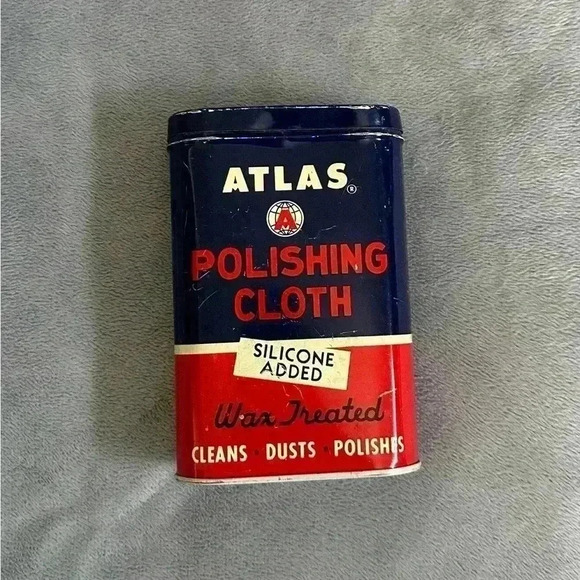 ATLAS®
A
POLISHING
CLOTH
SILICONE
ADDED
Wax Treated
CLEANS · DUSTS · POLISHES